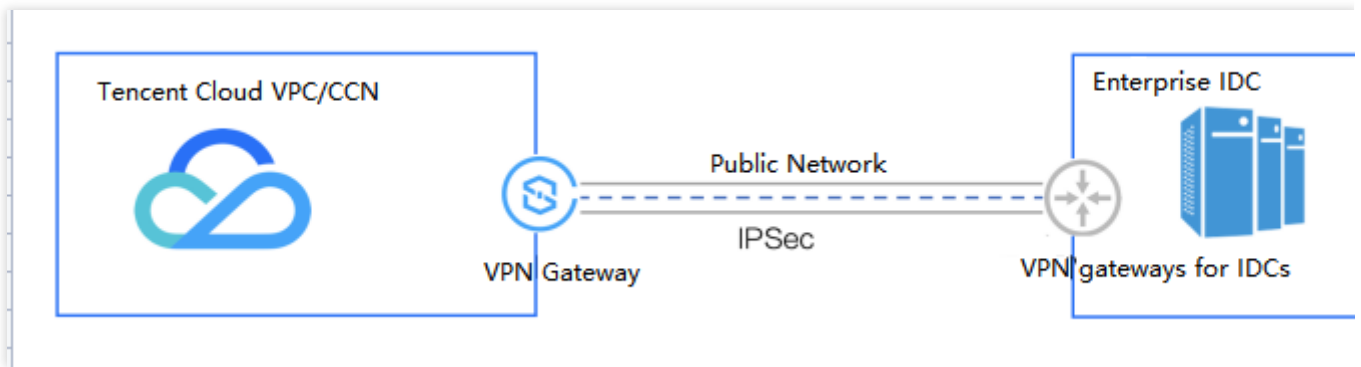 Tencent Cloud VPC/CCN
Enterprise IDC
Public Network
IPSec
VPN Gateway
VPN gateways for IDCs